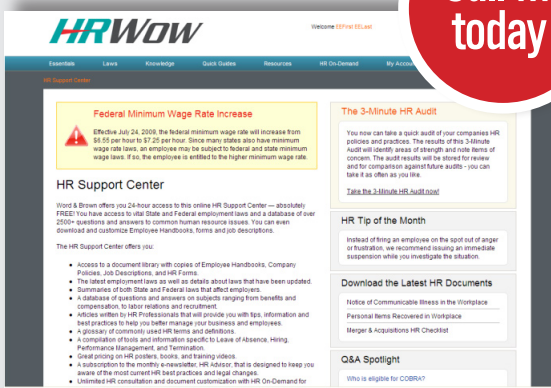 today
HRWOW
Welcome EEFirst EELast
Essentials Laws Knowledge Quick Guides Resources HR On-Demand My Accou
HR Support Center
Federal Minimum Wage Rate Increase
Effective July 24, 2009, the federal minimum wage rate will increase from
$6.55 per hour to $7.25 per hour. Since many states also have minimum
wage rate laws, an employee may be subject to federal and state minimum
wage laws. If so, the employee is entitled to the higher minimum wage rate.
HR Support Center
Word & Brown offers you 24-hour access to this online HR Support Center — absolutely
FREE! You have access to vital State and Federal employment laws and a database of over
2500+ questions and answers to common human resource issues. You can even
download and customize Employee Handbooks, forms and job descriptions.
The HR Support Center offers you:
• Access to a document library with copies of Employee Handbooks, Company
Policies, Job Descriptions, and HR Forms.
• The latest employment laws as well as details about laws that have been updated.
• Summaries of both State and Federal laws that affect employers.
• A database of questions and answers on subjects ranging from benefits and
compensation, to labor relations and recruitment.
• Articles written by HR Professionals that will provide you with tips, information and
best practices to help you better manage your business and employees.
• A glossary of commonly used HR terms and definitions.
• A compilation of tools and information specific to Leave of Absence, Hiring,
Performance Management, and Termination.
• Great pricing on HR posters, books, and training videos.
• A subscription to the monthly e-newsletter, HR Advisor, that is designed to keep you
aware of the most current HR best practices and legal changes.
• Unlimited HR consultation and document customization with HR On-Demand for
The 3-Minute HR Audit
You now can take a quick audit of your companies HR
policies and practices. The results of this 3-Minute
Audit will identify areas of strength and note items of
concern. The audit results will be stored for review
and for comparison against future audits - you can
take it as often as you like.
Take the 3-Minute HR Audit now!
HR Tip of the Month
Instead of firing an employee on the spot out of anger
or frustration, we recommend issuing an immediate
suspension while you investigate the situation.
Download the Latest HR Documents
Notice of Communicable Illness in the Workplace
Personal Items Recovered in Workplace
Merger & Acquisitions HR Checklist
Q&A Spotlight
Who is eligible for COBRA?